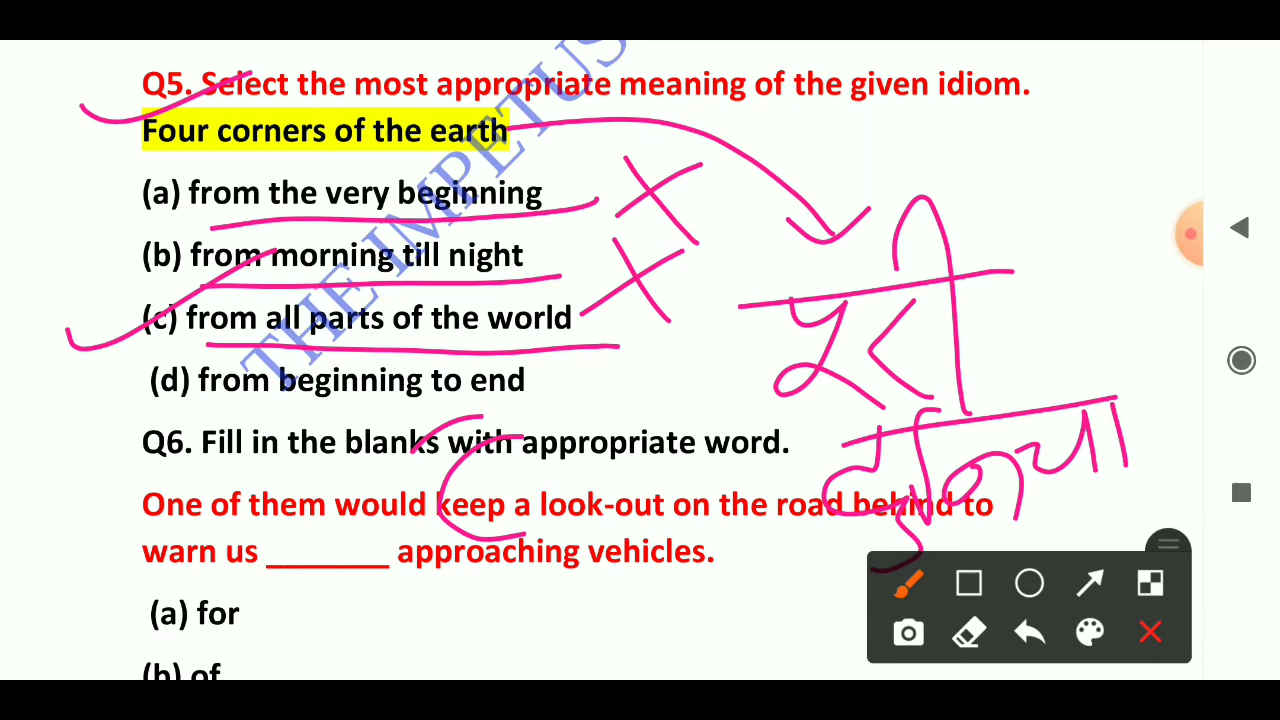 Q5. Select the most appropriate meaning of the given idiom.
Four corners of the earth
(a) from the very beginning
(b) from morning till night
(c) from all parts of the world
(d) from beginning to end
Q6. Fill in the blanks with appropriate word.
One of them would keep a look-out on the road behind to
warn us _______ approaching vehicles.
(a) for
(b) of
THE IMPETUS